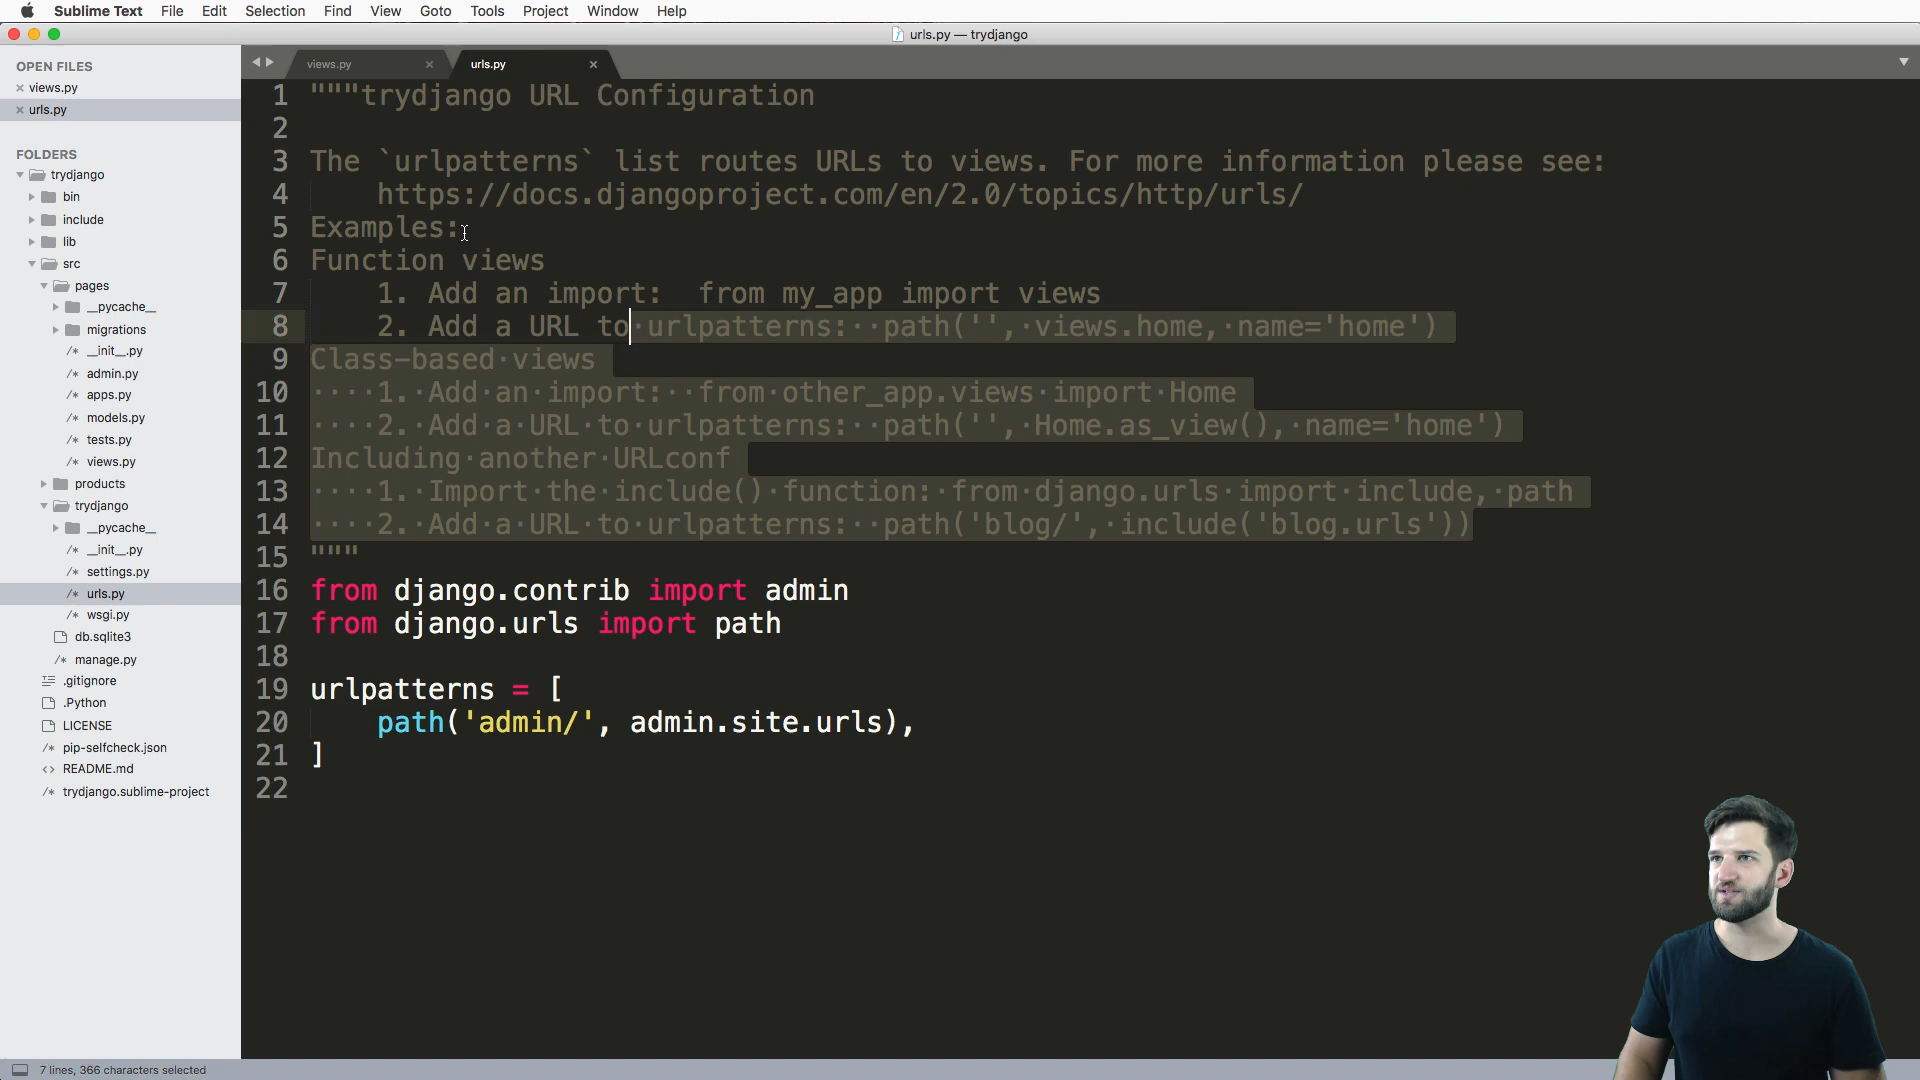 Sublime Text File Edit Selection Find View Goto Tools Project Window Help
urls.py — trydjango
OPEN FILES
views.py
urls.py
FOLDERS
trydjango
bin
include
lib
src
pages
__pycache__
migrations
__init__.py
admin.py
apps.py
models.py
tests.py
views.py
products
trydjango
__pycache__
__init__.py
settings.py
urls.py
wsgi.py
db.sqlite3
manage.py
.gitignore
.Python
LICENSE
pip-selfcheck.json
README.md
trydjango.sublime-project
views.py urls.py
1 """trydjango URL Configuration
2
3 The `urlpatterns` list routes URLs to views. For more information please see:
4 https://docs.djangoproject.com/en/2.0/topics/http/urls/
5 Examples:
6 Function views
7 1. Add an import:  from my_app import views
8 2. Add a URL to urlpatterns:  path('', views.home, name='home')
9 Class-based views
10 1. Add an import:  from other_app.views import Home
11 2. Add a URL to urlpatterns:  path('', Home.as_view(), name='home')
12 Including another URLconf
13 1. Import the include() function: from django.urls import include, path
14 2. Add a URL to urlpatterns:  path('blog/', include('blog.urls'))
15 """
16 from django.contrib import admin
17 from django.urls import path
18
19 urlpatterns = [
20 path('admin/', admin.site.urls),
21 ]
22
7 lines, 366 characters selected